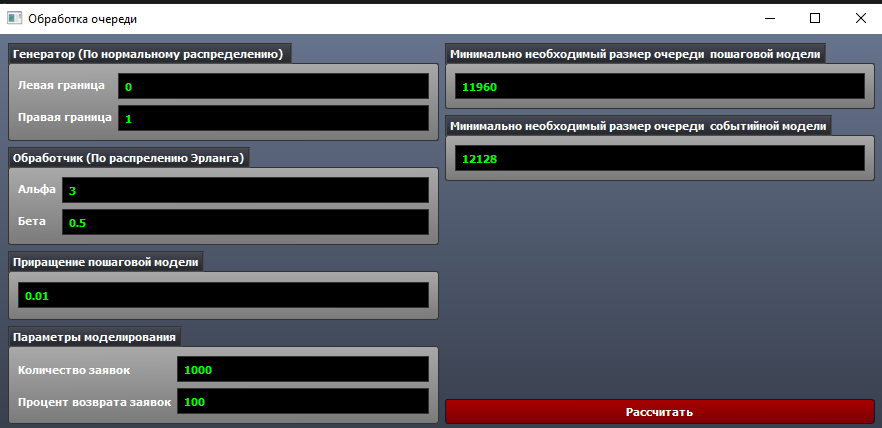 Обработка очереди
Генератор (По нормальному распределению)
Левая граница 0
Правая граница 1
Обработчик (По распрелению Эрланга)
Альфа 3
Бета 0.5
Приращение пошаговой модели
0.01
Параметры моделирования
Количество заявок 1000
Процент возврата заявок 100
Минимально необходимый размер очереди пошаговой модели
11960
Минимально необходимый размер очереди событийной модели
12128
Рассчитать